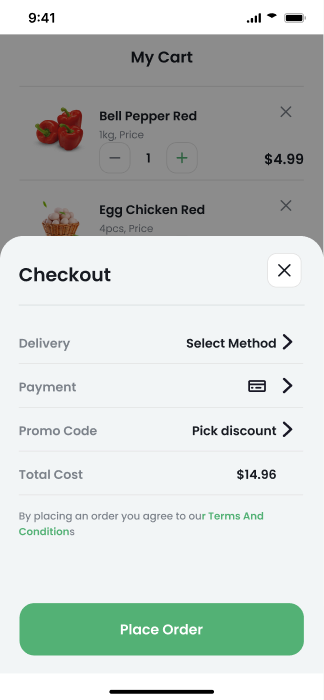 9:41
My Cart
Bell Pepper Red
1kg, Price
1
$4.99
Egg Chicken Red
4pcs, Price
Checkout
Delivery Select Method
Payment
Promo Code Pick discount
Total Cost $14.96
By placing an order you agree to our Terms And
Conditions
Place Order